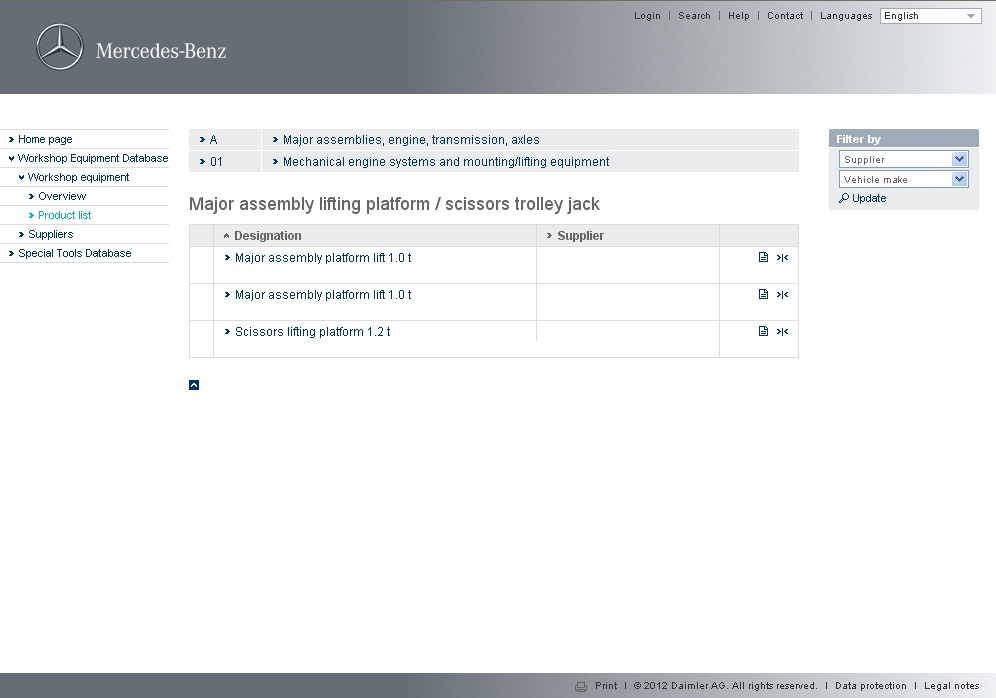 Login | Search | Help | Contact | Languages English
Mercedes-Benz
Home page
Workshop Equipment Database
Workshop equipment
Overview
Product list
Suppliers
Special Tools Database
A Major assemblies, engine, transmission, axles
01 Mechanical engine systems and mounting/lifting equipment
Major assembly lifting platform / scissors trolley jack
Designation Supplier
Major assembly platform lift 1.0 t
Major assembly platform lift 1.0 t
Scissors lifting platform 1.2 t
Filter by
Supplier
Vehicle make
Update
Print | © 2012 Daimler AG. All rights reserved. | Data protection | Legal notes